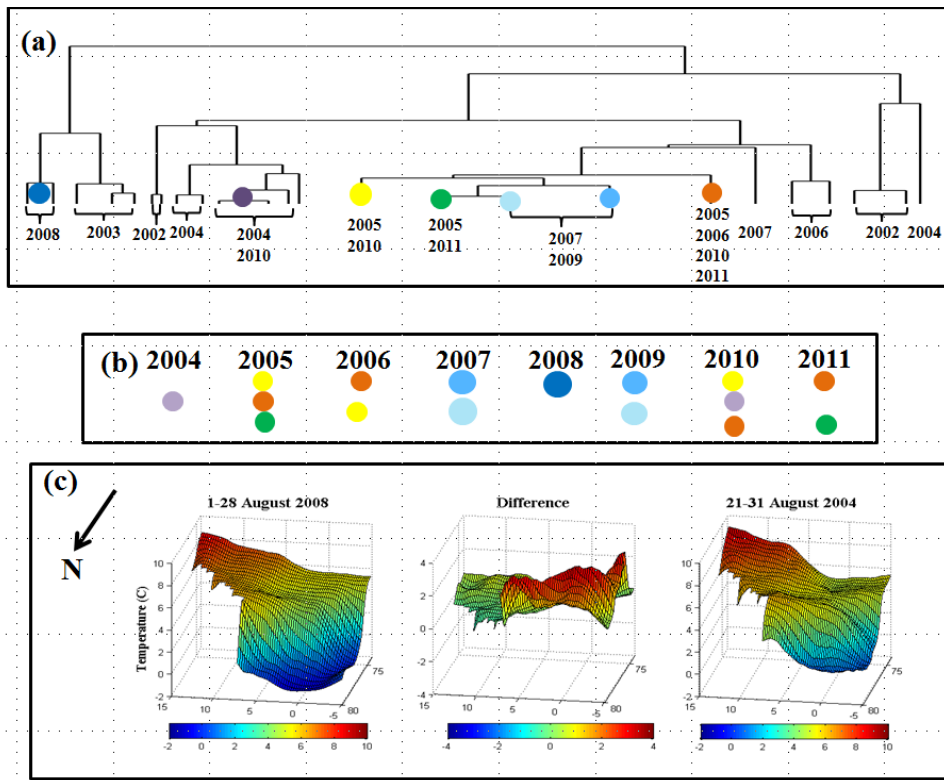 (a)
2008 2003 2002 2004 2004 2005 2005 2007 2005 2007 2006 2002 2004
2010 2010 2011 2009 2006
2010
2011
(b)
2004 2005 2006 2007 2008 2009 2010 2011
(c)
N
1-28 August 2008 Difference 21-31 August 2004
Temperature (C)
10 8 6 4 2 0 -2
15 10 5 0 -5
75 80
-2 0 2 4 6 8 10
4 2 0 -2 -4
15 10 5 0 -5
75 80
-4 -2 0 2 4
10 8 6 4 2 0 -2
15 10 5 0 -5
75 80
-2 0 2 4 6 8 10